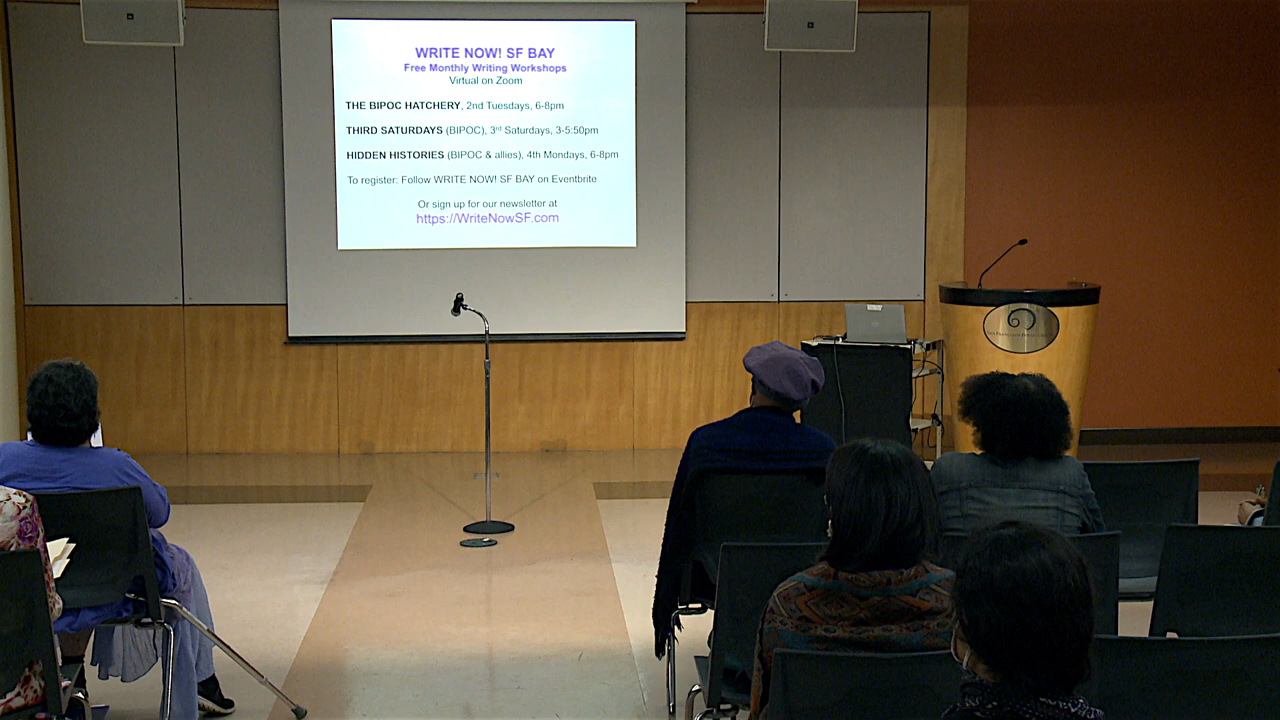 WRITE NOW! SF BAY
Free Monthly Writing Workshops
Virtual on Zoom
THE BIPOC HATCHERY, 2nd Tuesdays, 6-8pm
THIRD SATURDAYS (BIPOC), 3rd Saturdays, 3-5:50pm
HIDDEN HISTORIES (BIPOC & allies), 4th Mondays, 6-8pm
To register: Follow WRITE NOW! SF BAY on Eventbrite
Or sign up for our newsletter at
https://WriteNowSF.com